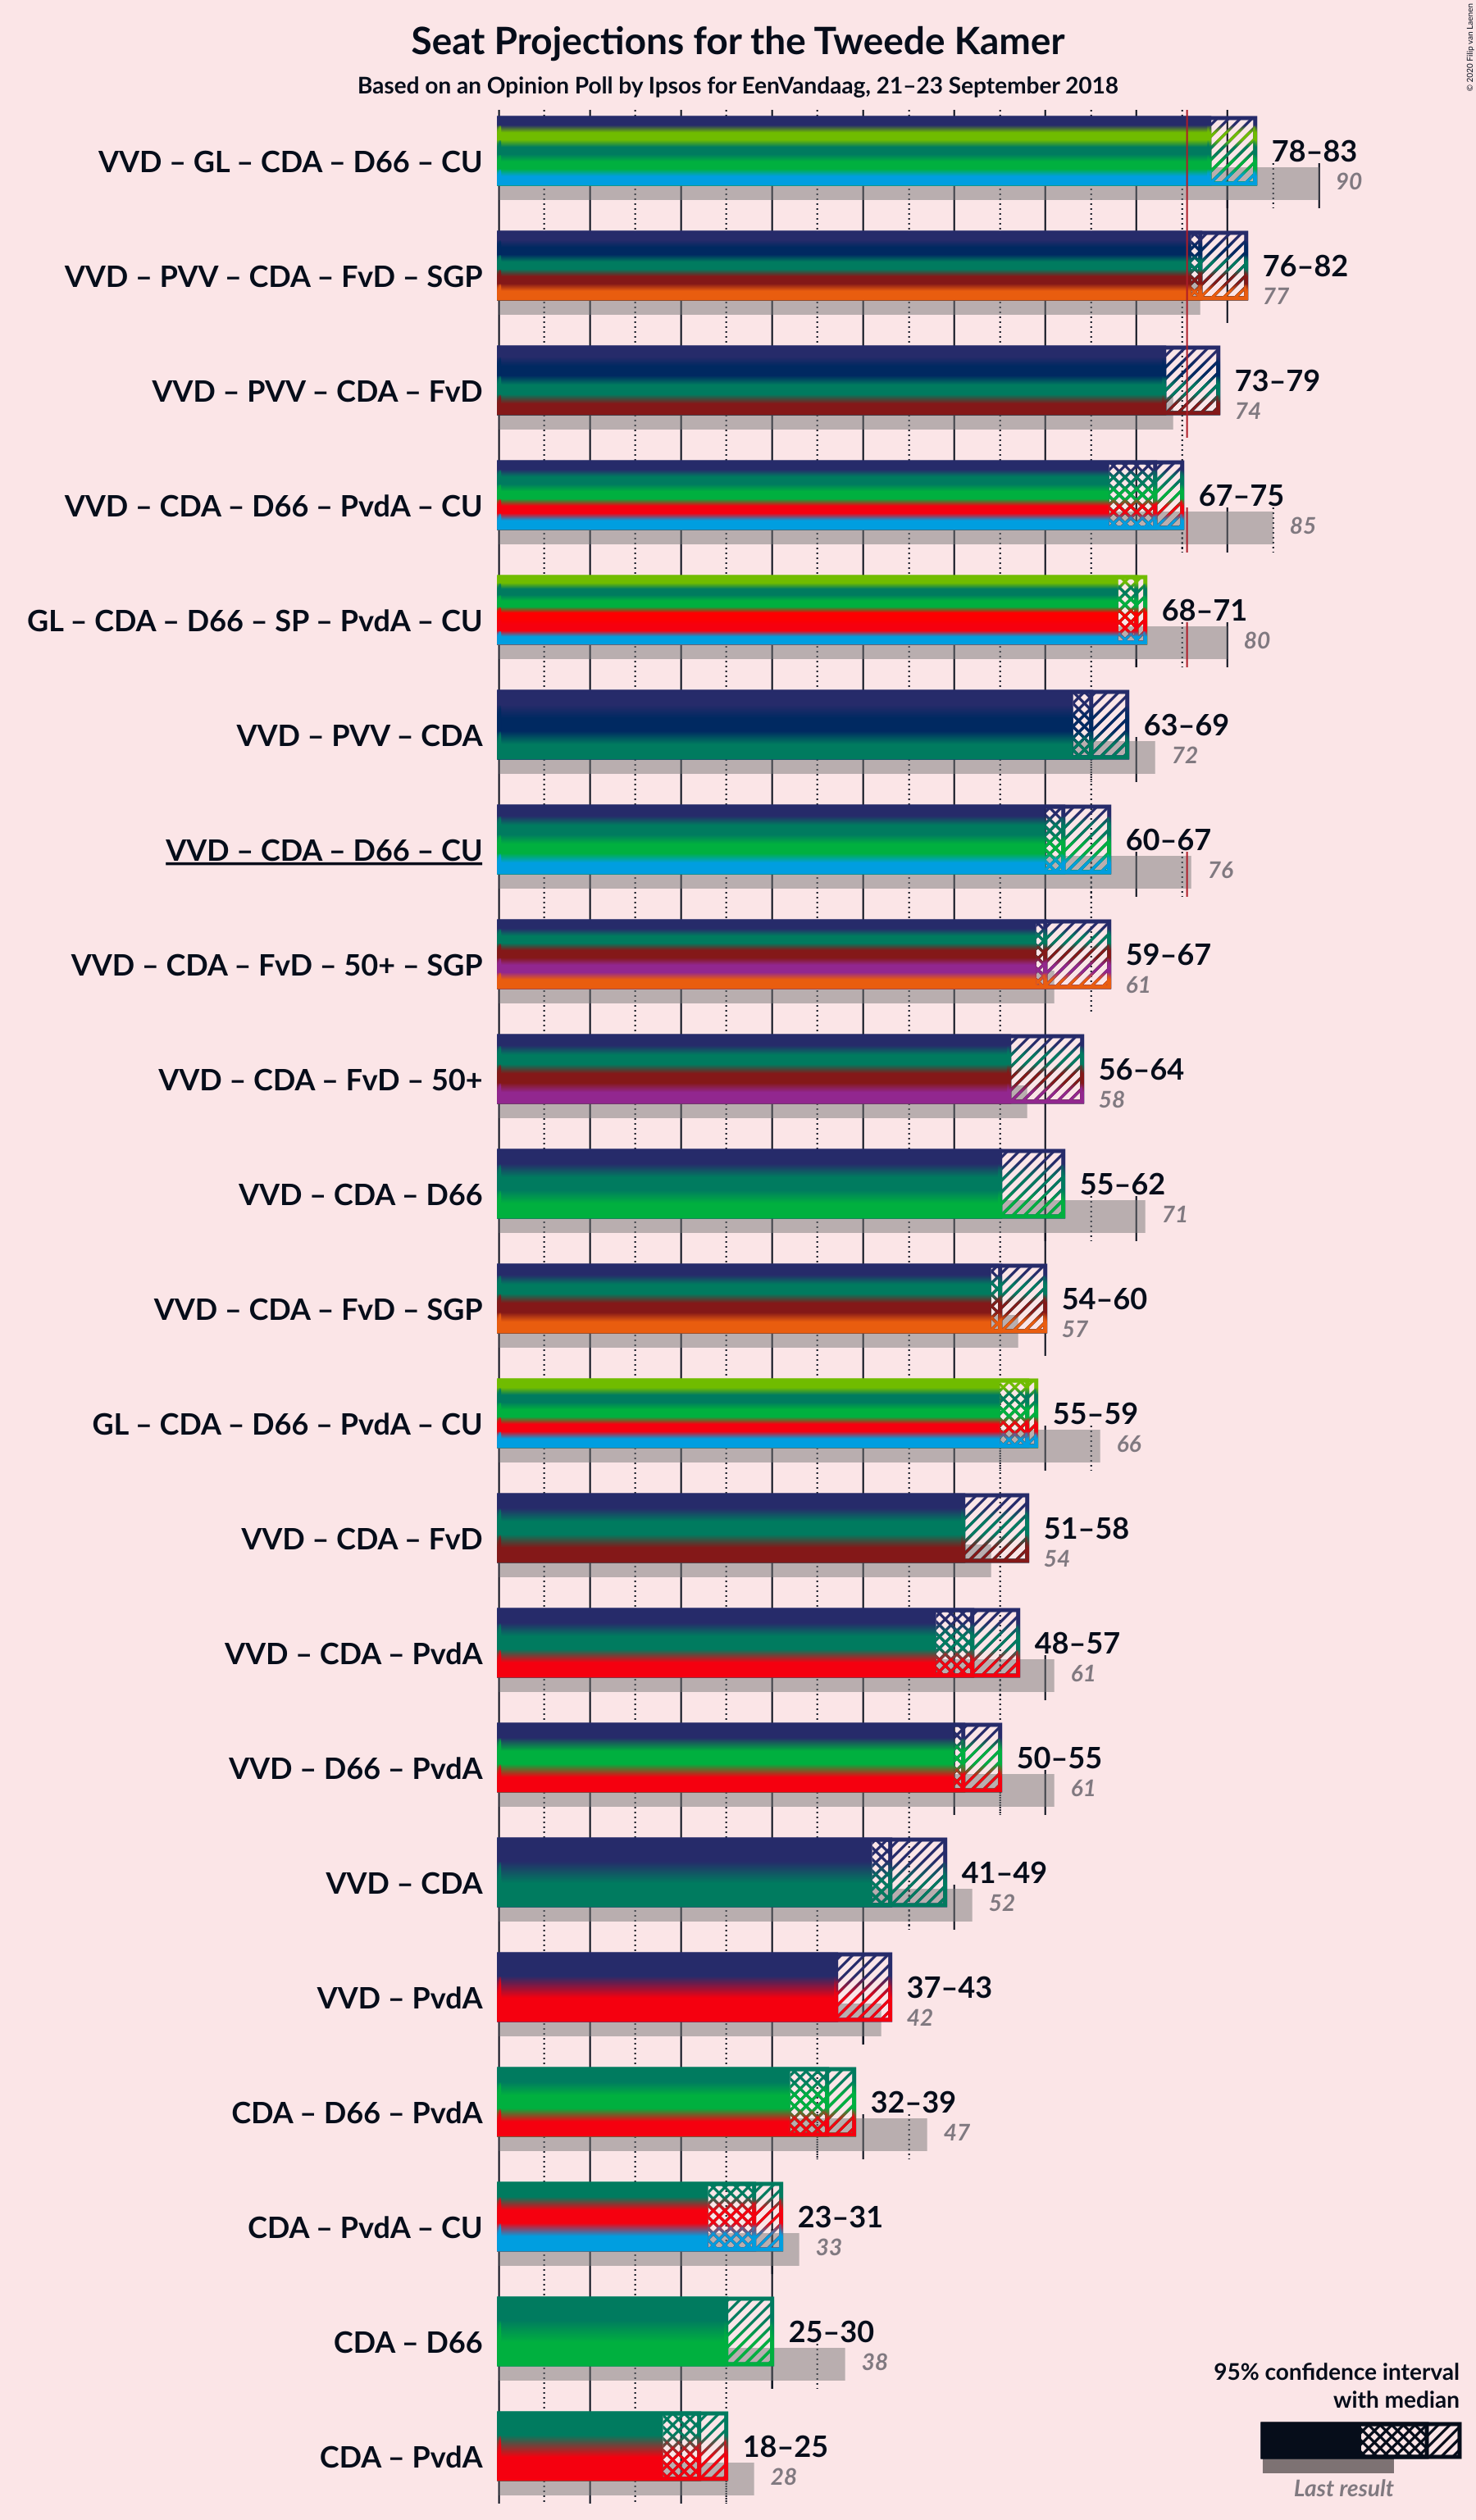 Seat Projections for the Tweede Kamer
Based on an Opinion Poll by Ipsos for EenVandaag, 21–23 September 2018
© 2020 Filip van Laenen
VVD – GL – CDA – D66 – CU
78–83
90
VVD – PVV – CDA – FvD – SGP
76–82
77
VVD – PVV – CDA – FvD
73–79
74
VVD – CDA – D66 – PvdA – CU
67–75
85
GL – CDA – D66 – SP – PvdA – CU
68–71
80
VVD – PVV – CDA
63–69
72
VVD – CDA – D66 – CU
60–67
76
VVD – CDA – FvD – 50+ – SGP
59–67
61
VVD – CDA – FvD – 50+
56–64
58
VVD – CDA – D66
55–62
71
VVD – CDA – FvD – SGP
54–60
57
GL – CDA – D66 – PvdA – CU
55–59
66
VVD – CDA – FvD
51–58
54
VVD – CDA – PvdA
48–57
61
VVD – D66 – PvdA
50–55
61
VVD – CDA
41–49
52
VVD – PvdA
37–43
42
CDA – D66 – PvdA
32–39
47
CDA – PvdA – CU
23–31
33
CDA – D66
25–30
38
CDA – PvdA
18–25
28
95% confidence interval
with median
Last result